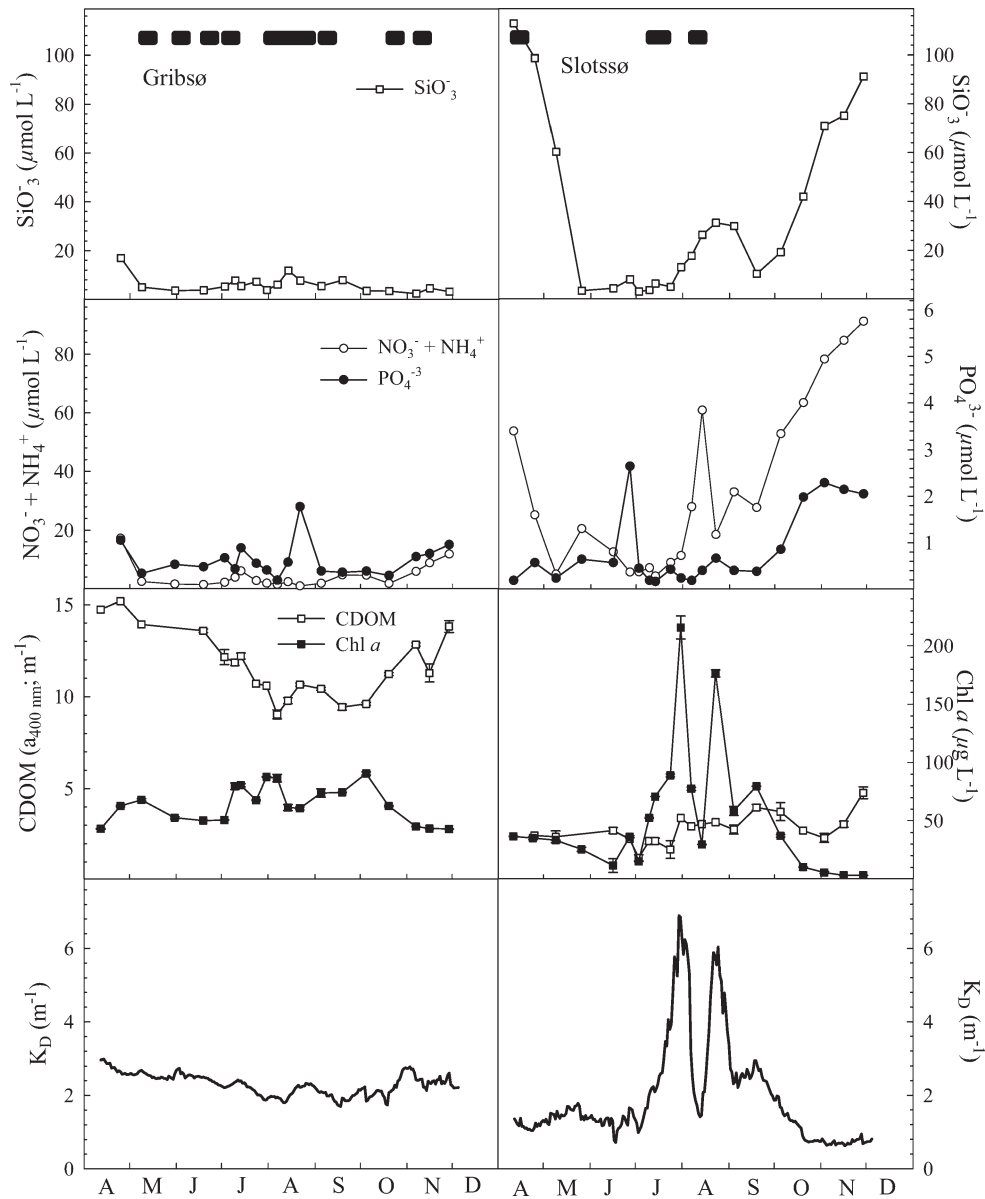 Gribsø
SiO⁻₃
SiO⁻₃ (µmol L⁻¹)
100
80
60
40
20
Slotssø
100
80
60
40
20
SiO⁻₃ (µmol L⁻¹)
NO₃⁻ + NH₄⁺
PO₄⁻³
NO₃⁻ + NH₄⁺ (µmol L⁻¹)
80
60
40
20
6
5
4
3
2
1
PO₄³⁻ (µmol L⁻¹)
CDOM
Chl a
CDOM (a₄₀₀ nm; m⁻¹)
15
10
5
200
150
100
50
Chl a (µg L⁻¹)
K_D (m⁻¹)
6
4
2
0
6
4
2
0
K_D (m⁻¹)
A M J J A S O N D
A M J J A S O N D